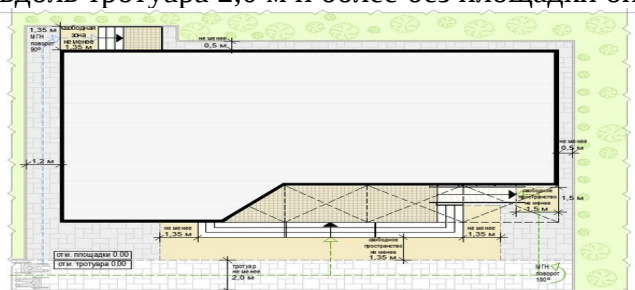 вдоль тротуара 2,0 м и более без площадки
1,35 м
МГН
поворот
90°
свободная
зона
не менее
1,35 м
не менее
0,5 м
1,2 м
не менее
0,5 м
свободное
пространство
не менее
1,5 м
1,5 м
не менее
1,35 м
свободное
пространство
не менее
1,35 м
не менее
1,35 м
отм. площадки 0.00
отм. тротуара 0.00
тротуар
не менее
2,0 м
МГН
поворот
180°